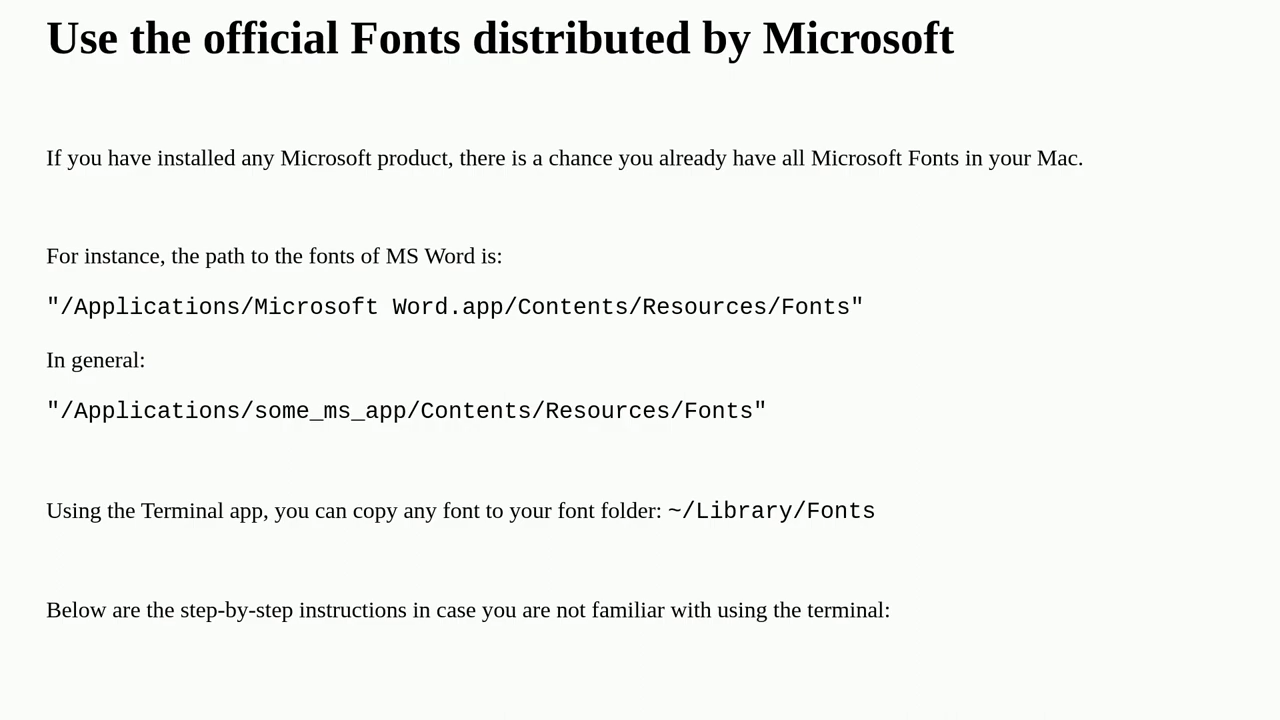 Use the official Fonts distributed by Microsoft
If you have installed any Microsoft product, there is a chance you already have all Microsoft Fonts in your Mac.
For instance, the path to the fonts of MS Word is:
"/Applications/Microsoft Word.app/Contents/Resources/Fonts"
In general:
"/Applications/some_ms_app/Contents/Resources/Fonts"
Using the Terminal app, you can copy any font to your font folder: ~/Library/Fonts
Below are the step-by-step instructions in case you are not familiar with using the terminal: